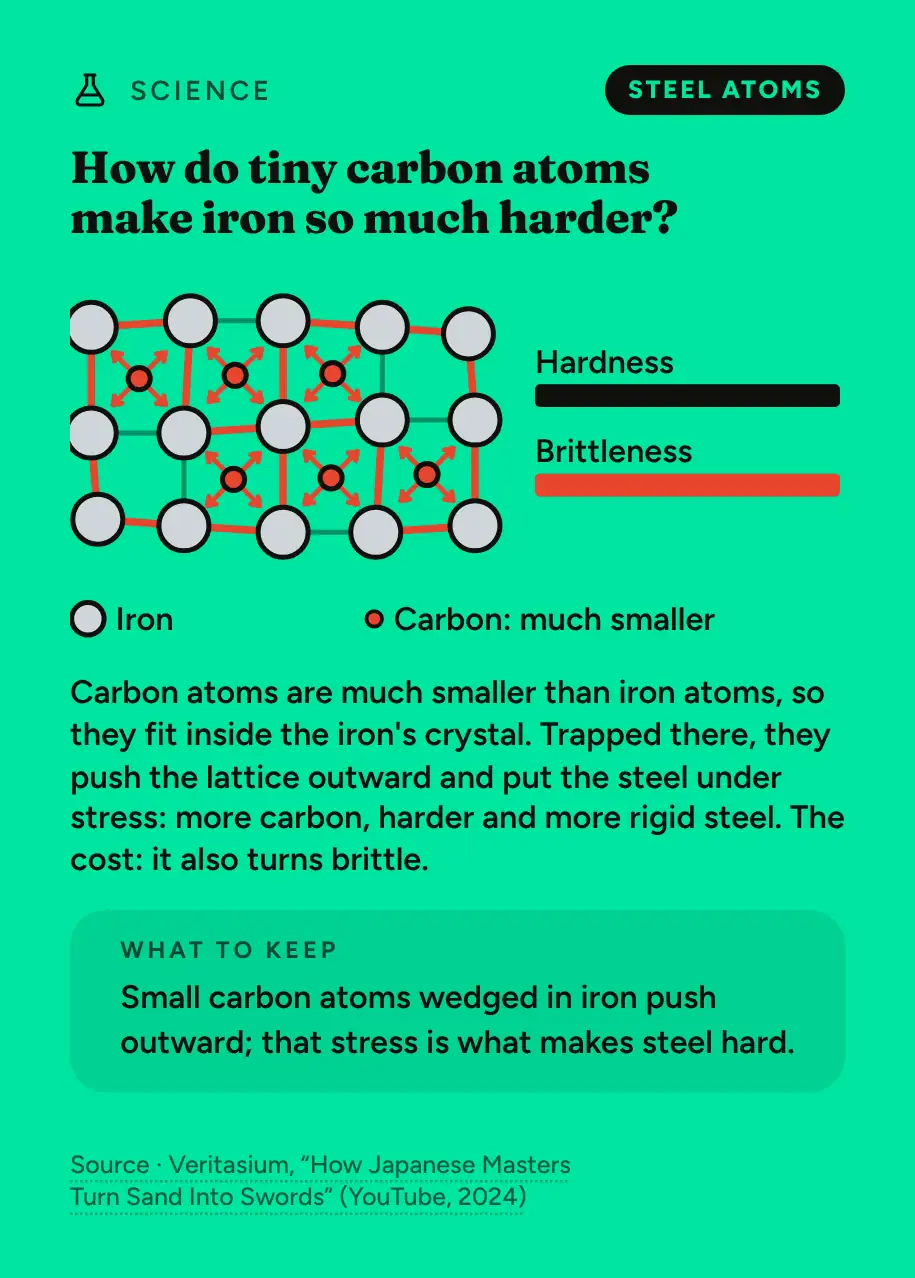 SCIENCE
STEEL ATOMS
How do tiny carbon atoms
make iron so much harder?
Hardness
Brittleness
Iron
Carbon: much smaller
Carbon atoms are much smaller than iron atoms, so
they fit inside the iron's crystal. Trapped there, they
push the lattice outward and put the steel under
stress: more carbon, harder and more rigid steel. The
cost: it also turns brittle.
WHAT TO KEEP
Small carbon atoms wedged in iron push
outward; that stress is what makes steel hard.
Source · Veritasium, “How Japanese Masters
Turn Sand Into Swords” (YouTube, 2024)